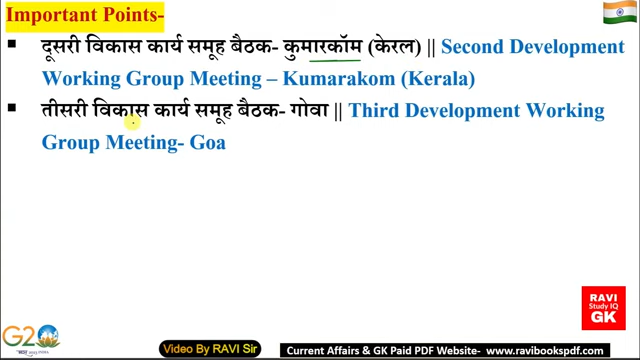 Important Points-
▪ दूसरी विकास कार्य समूह बैठक- कुमारकॉम (केरल) || Second Development
Working Group Meeting – Kumarakom (Kerala)
▪ तीसरी विकास कार्य समूह बैठक- गोवा || Third Development Working
Group Meeting- Goa
RAVI
Study IQ
GK
G20
Video By RAVI Sir
Current Affairs & GK Paid PDF Website- www.ravibookspdf.com